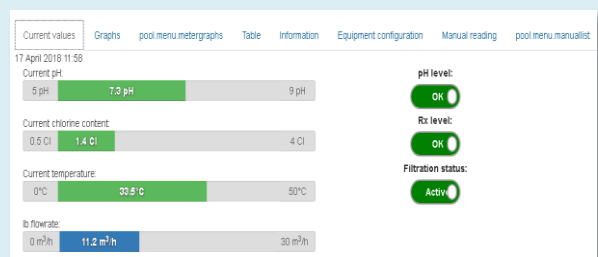 Current values Graphs pool.menu.metergraphs Table Information Equipment configuration Manual reading pool.menu.manuallist
17 April 2018 11:58
Current pH: pH level:
5 pH 7.3 pH 9 pH OK
Current chlorine content: Rx level:
0.5 Cl 1.4 Cl 4 Cl OK
Current temperature: Filtration status:
0°C 33.5°C 50°C Active
lb flowrate:
0 m³/h 11.2 m³/h 30 m³/h